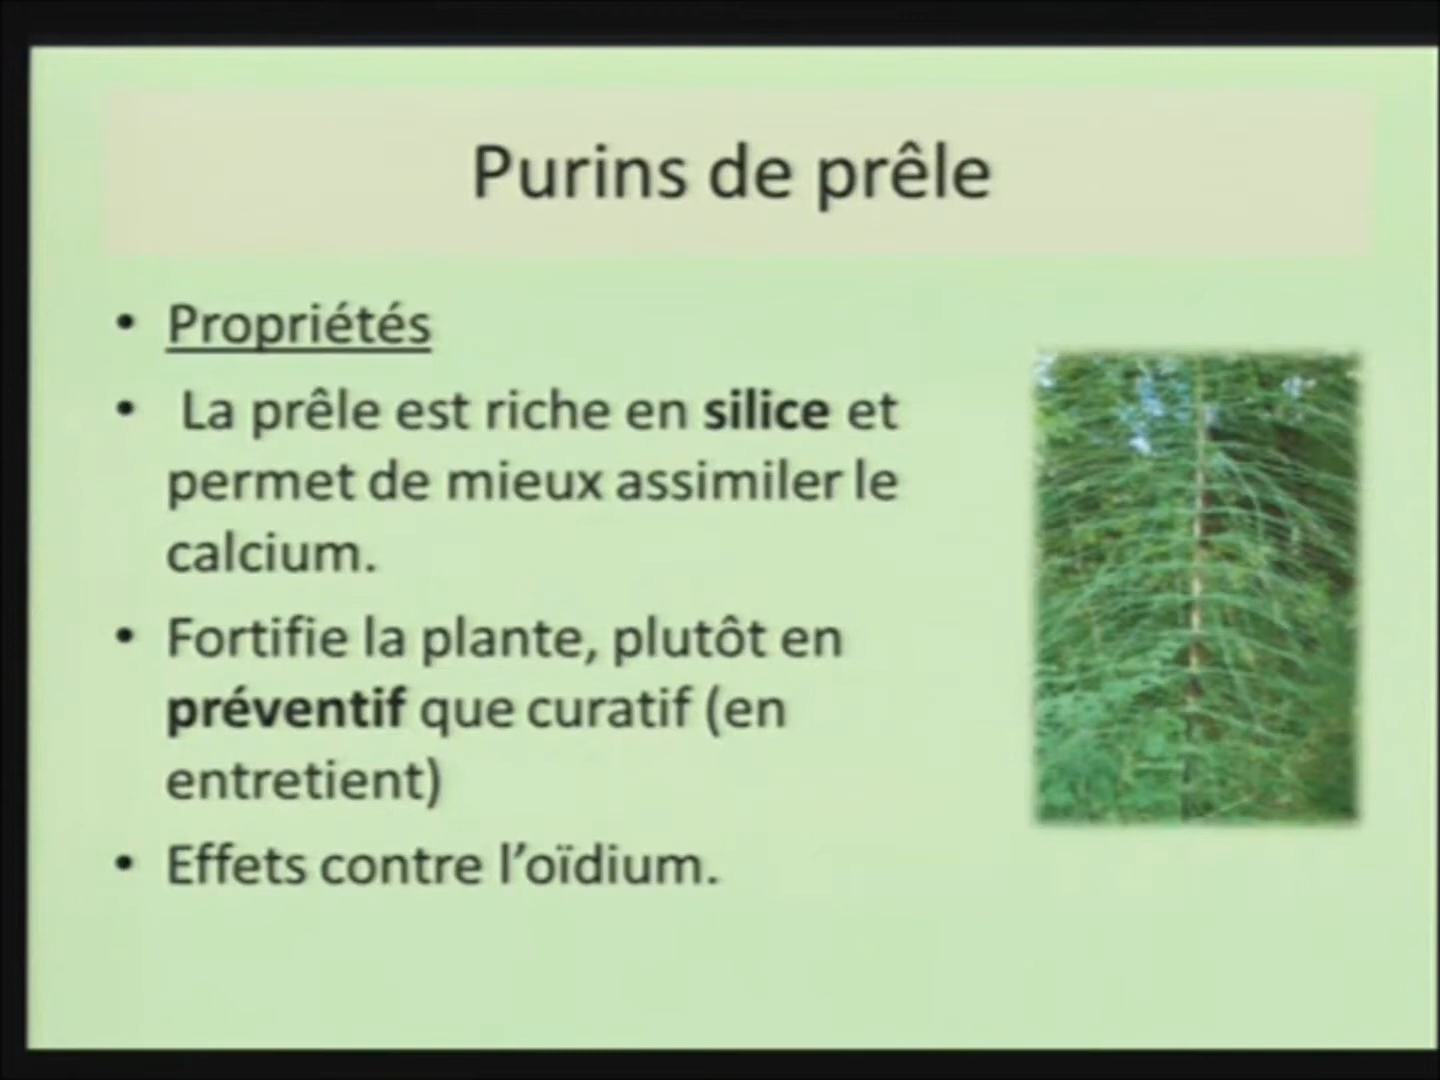 Purins de prêle
• Propriétés
• La prêle est riche en silice et
permet de mieux assimiler le
calcium.
• Fortifie la plante, plutôt en
préventif que curatif (en
entretient)
• Effets contre l’oïdium.